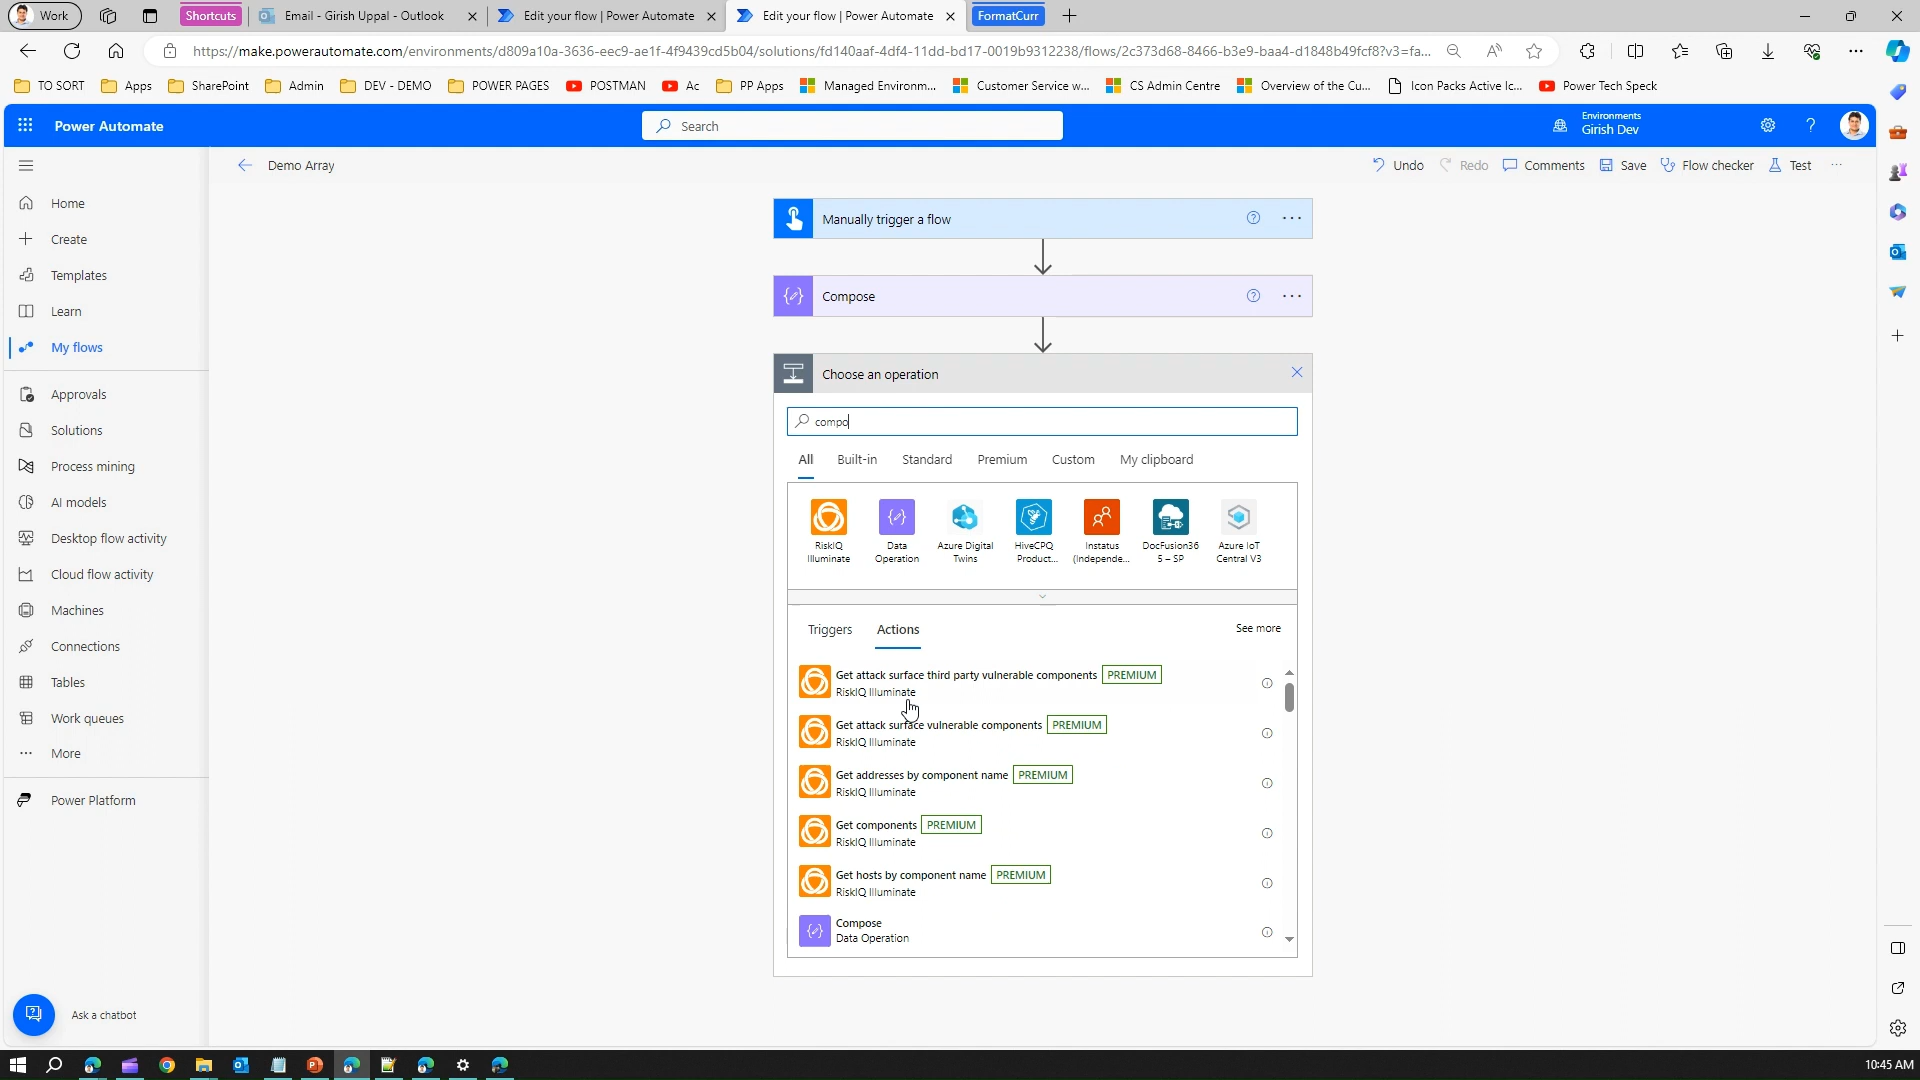 Work
Shortcuts
Email - Girish Uppal - Outlook
Edit your flow | Power Automate
Edit your flow | Power Automate
FormatCurr
https://make.powerautomate.com/environments/d809a10a-3636-eec9-ae1f-4f9439cd5b04/solutions/fd140aaf-4df4-11dd-bd17-0019b9312238/flows/2c373d68-8466-b3e9-baa4-d1848b49fcf8?v3=fa...
TO SORT
Apps
SharePoint
Admin
DEV - DEMO
POWER PAGES
POSTMAN
Ac
PP Apps
Managed Environm...
Customer Service w...
CS Admin Centre
Overview of the Cu...
Icon Packs Active Ic...
Power Tech Speck
Power Automate
Search
Environments
Girish Dev
Demo Array
Undo
Redo
Comments
Save
Flow checker
Test
Home
Create
Templates
Learn
My flows
Approvals
Solutions
Process mining
AI models
Desktop flow activity
Cloud flow activity
Machines
Connections
Tables
Work queues
More
Power Platform
Ask a chatbot
Manually trigger a flow
Compose
Choose an operation
compo
All
Built-in
Standard
Premium
Custom
My clipboard
RiskIQ
Illuminate
Data
Operation
Azure Digital
Twins
HiveCPQ
Product...
Instatus
(Independe...
DocFusion36
5 – SP
Azure IoT
Central V3
Triggers
Actions
See more
Get attack surface third party vulnerable components PREMIUM
RiskIQ Illuminate
Get attack surface vulnerable components PREMIUM
RiskIQ Illuminate
Get addresses by component name PREMIUM
RiskIQ Illuminate
Get components PREMIUM
RiskIQ Illuminate
Get hosts by component name PREMIUM
RiskIQ Illuminate
Compose
Data Operation
10:45 AM